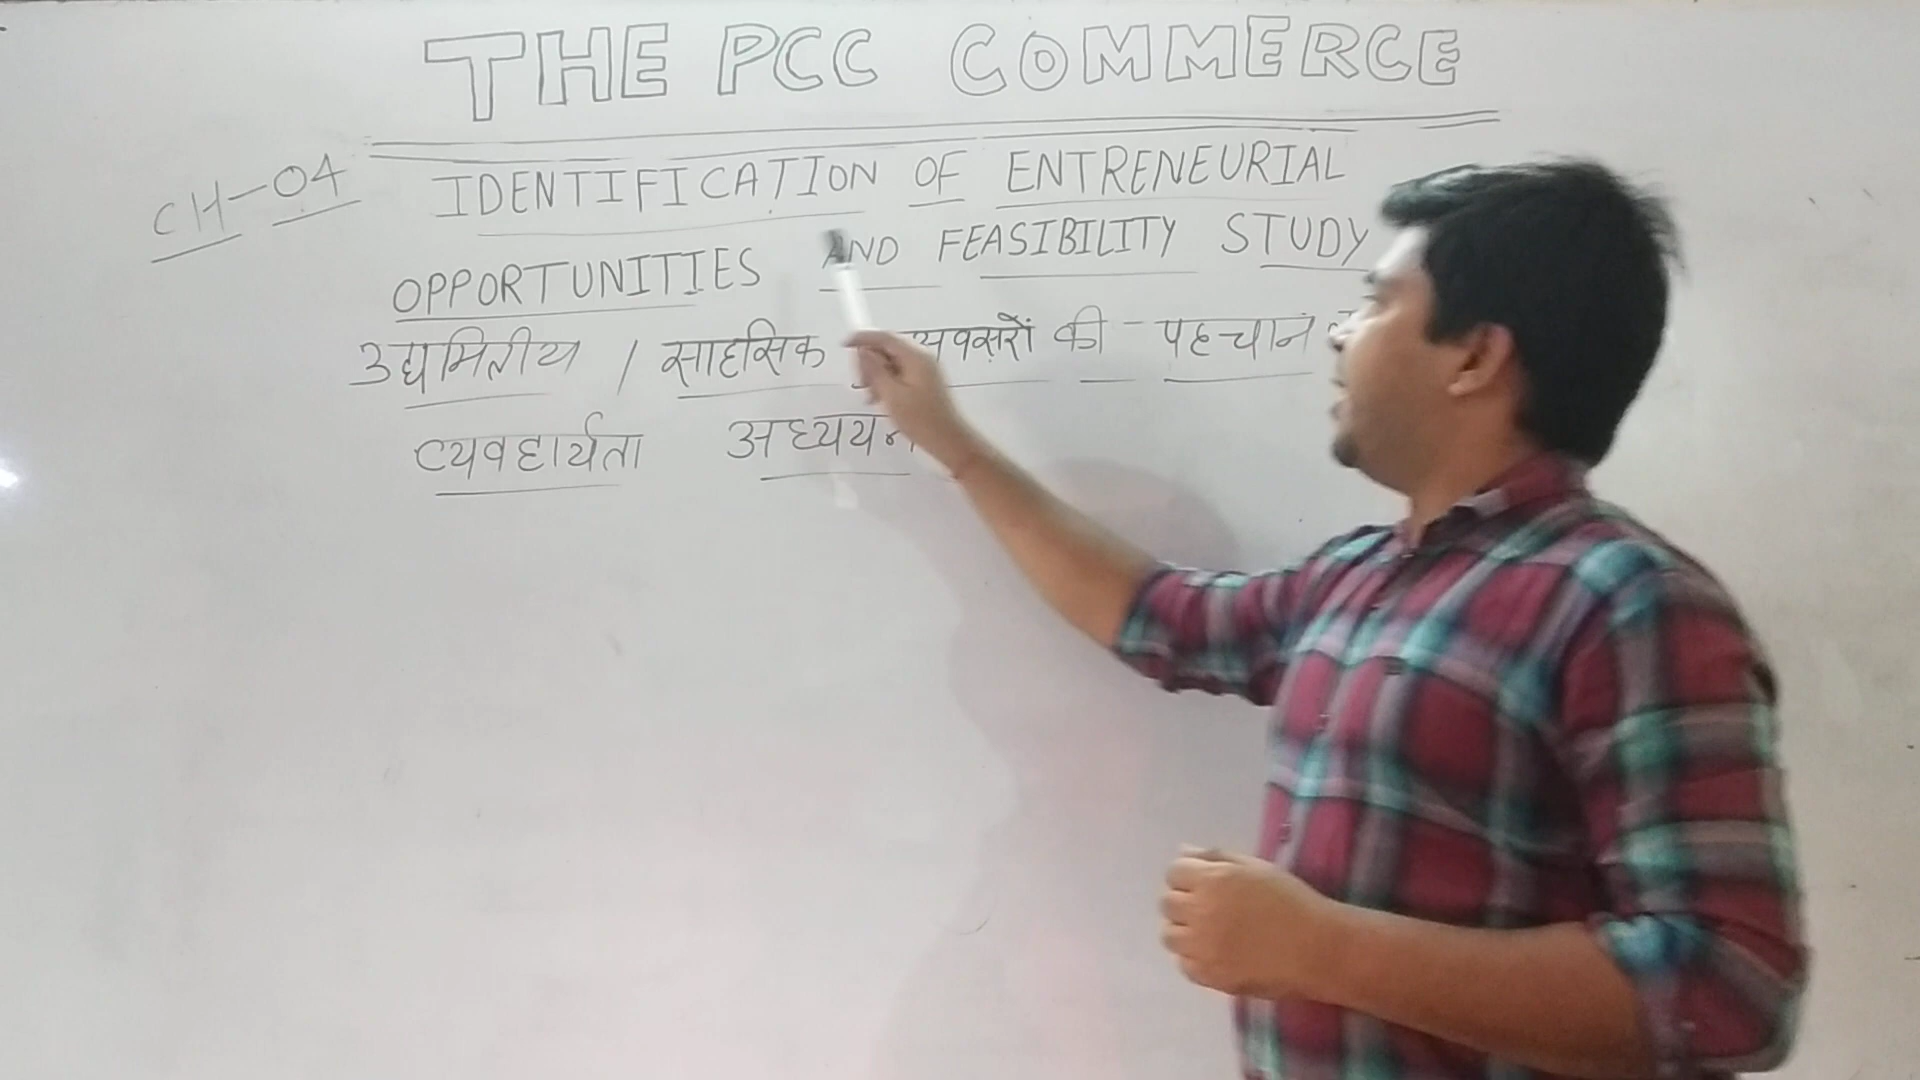 THE PCC COMMERCE
CH-04
IDENTIFICATION OF ENTRENEURIAL
OPPORTUNITIES AND FEASIBILITY STUDY
उद्यमितीय / साहसिक अवसरों की - पहचान
व्यवहार्यता अध्ययन